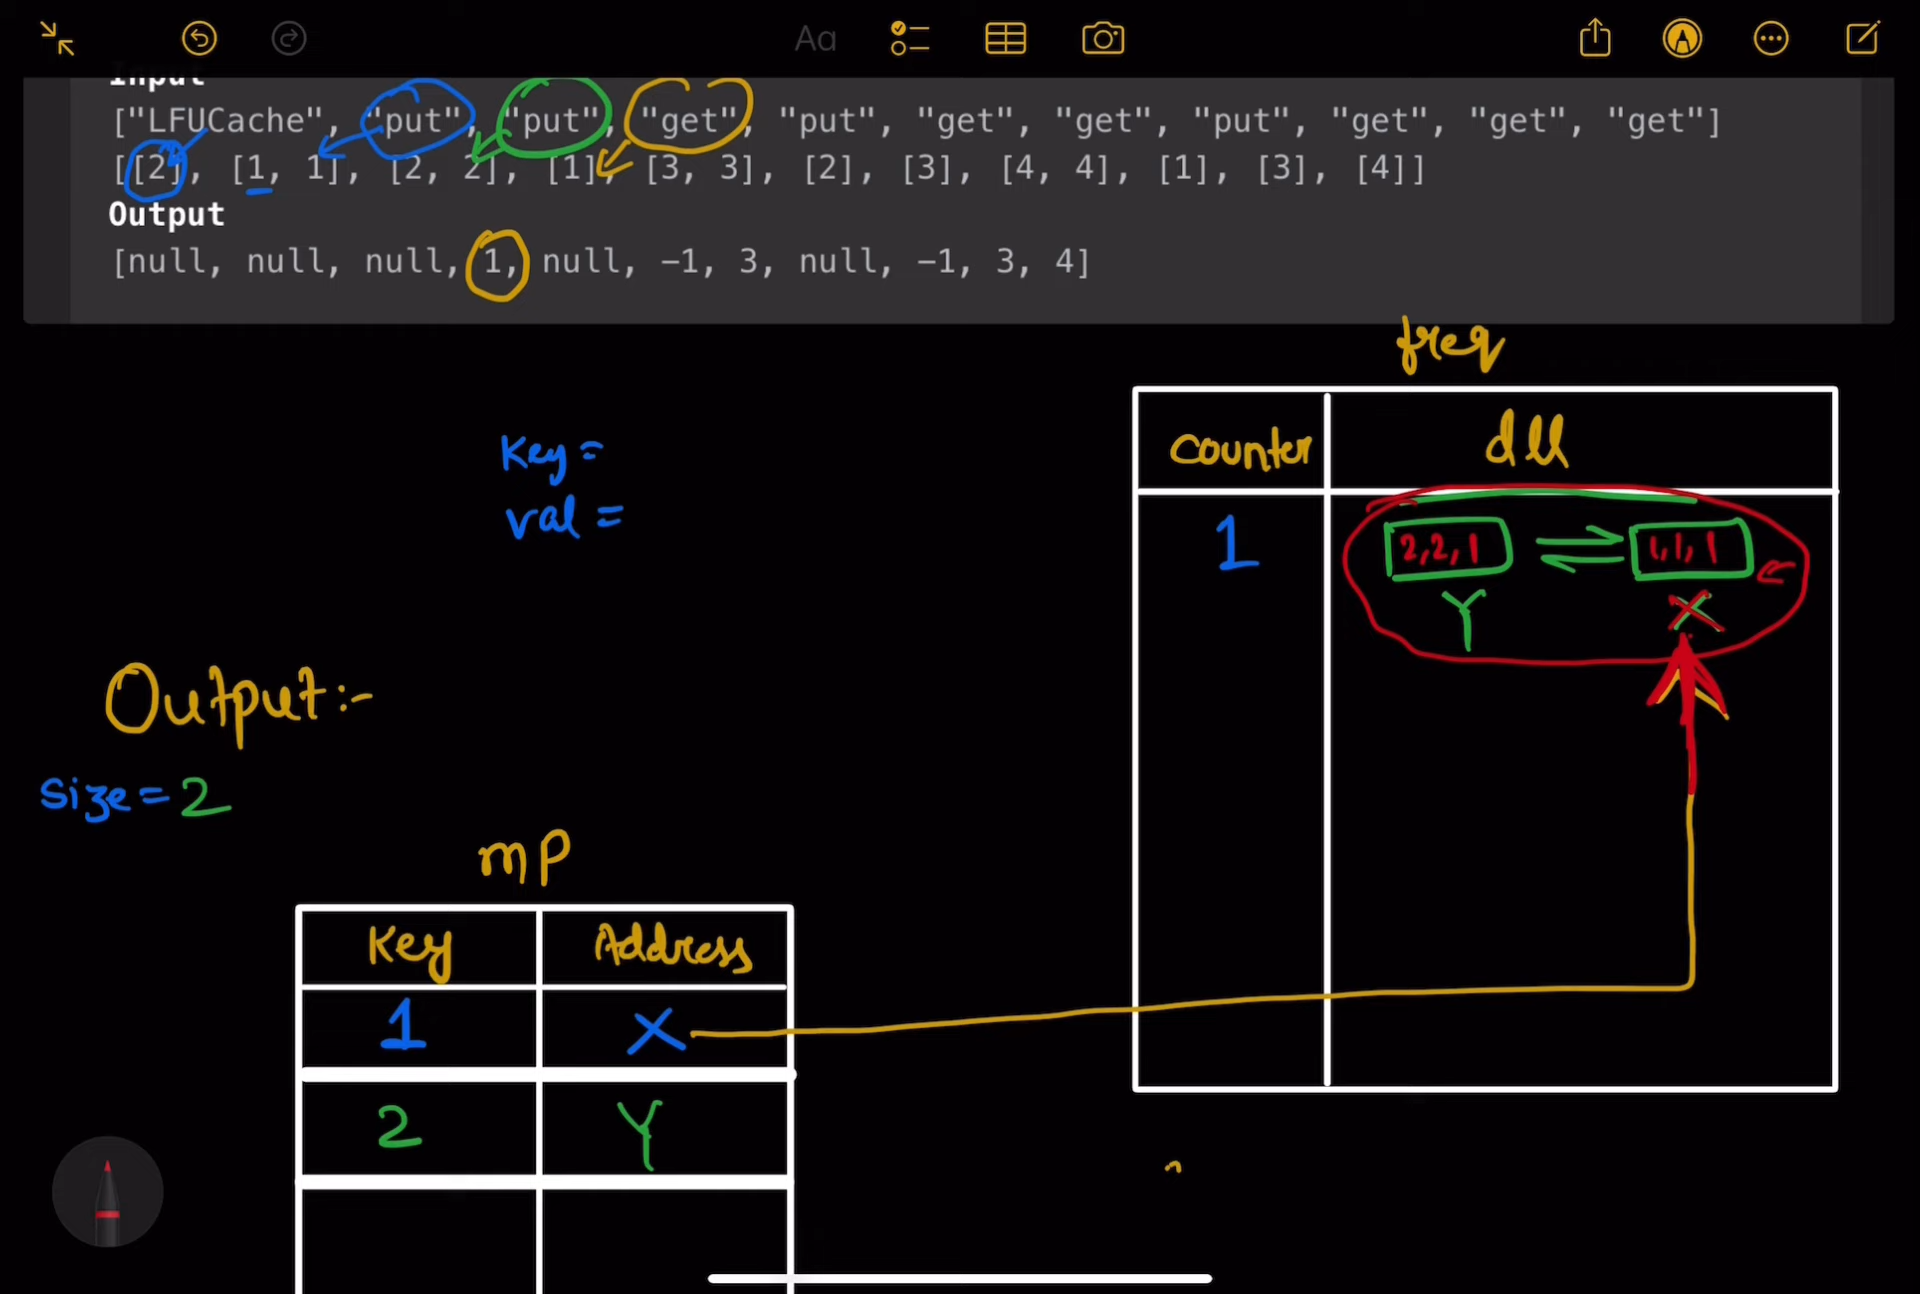 Aa
Input
["LFUCache", "put", "put", "get", "put", "get", "get", "put", "get", "get", "get"]
[[2], [1, 1], [2, 2], [1], [3, 3], [2], [3], [4, 4], [1], [3], [4]]
Output
[null, null, null, 1, null, −1, 3, null, −1, 3, 4]
freq
Counter dll
Key =
val =
1 2,2,1 1,1,1
Y X
Output:-
Size = 2
mp
Key Address
1 X
2 Y